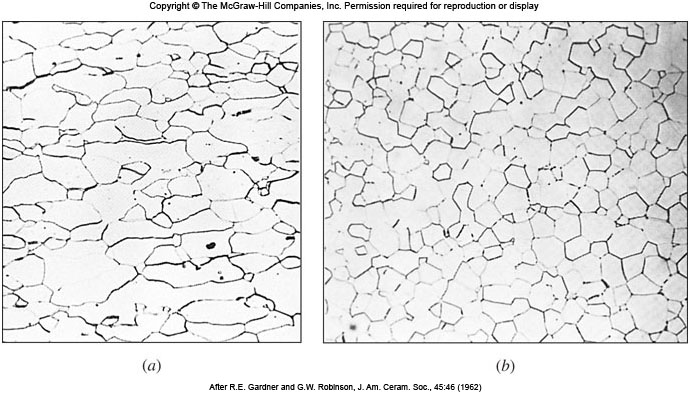 Copyright © The McGraw-Hill Companies, Inc. Permission required for reproduction or display
(a)
(b)
After R.E. Gardner and G.W. Robinson, J. Am. Ceram. Soc., 45:46 (1962)